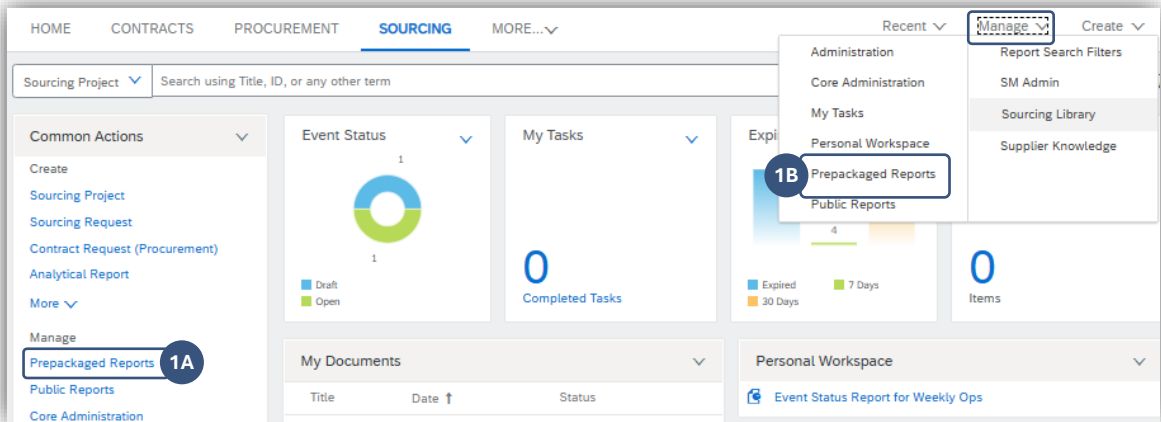 HOME CONTRACTS PROCUREMENT SOURCING MORE... Recent Manage Create
Sourcing Project Search using Title, ID, or any other term
Administration Report Search Filters
Core Administration SM Admin
My Tasks Sourcing Library
Personal Workspace Supplier Knowledge
1B Prepackaged Reports
Public Reports
Common Actions
Create
Sourcing Project
Sourcing Request
Contract Request (Procurement)
Analytical Report
More
Manage
Prepackaged Reports 1A
Public Reports
Core Administration
Event Status
1
1
Draft
Open
My Tasks
0
Completed Tasks
4
Expired 7 Days
30 Days
0
Items
My Documents
Title Date ↑ Status
Personal Workspace
Event Status Report for Weekly Ops